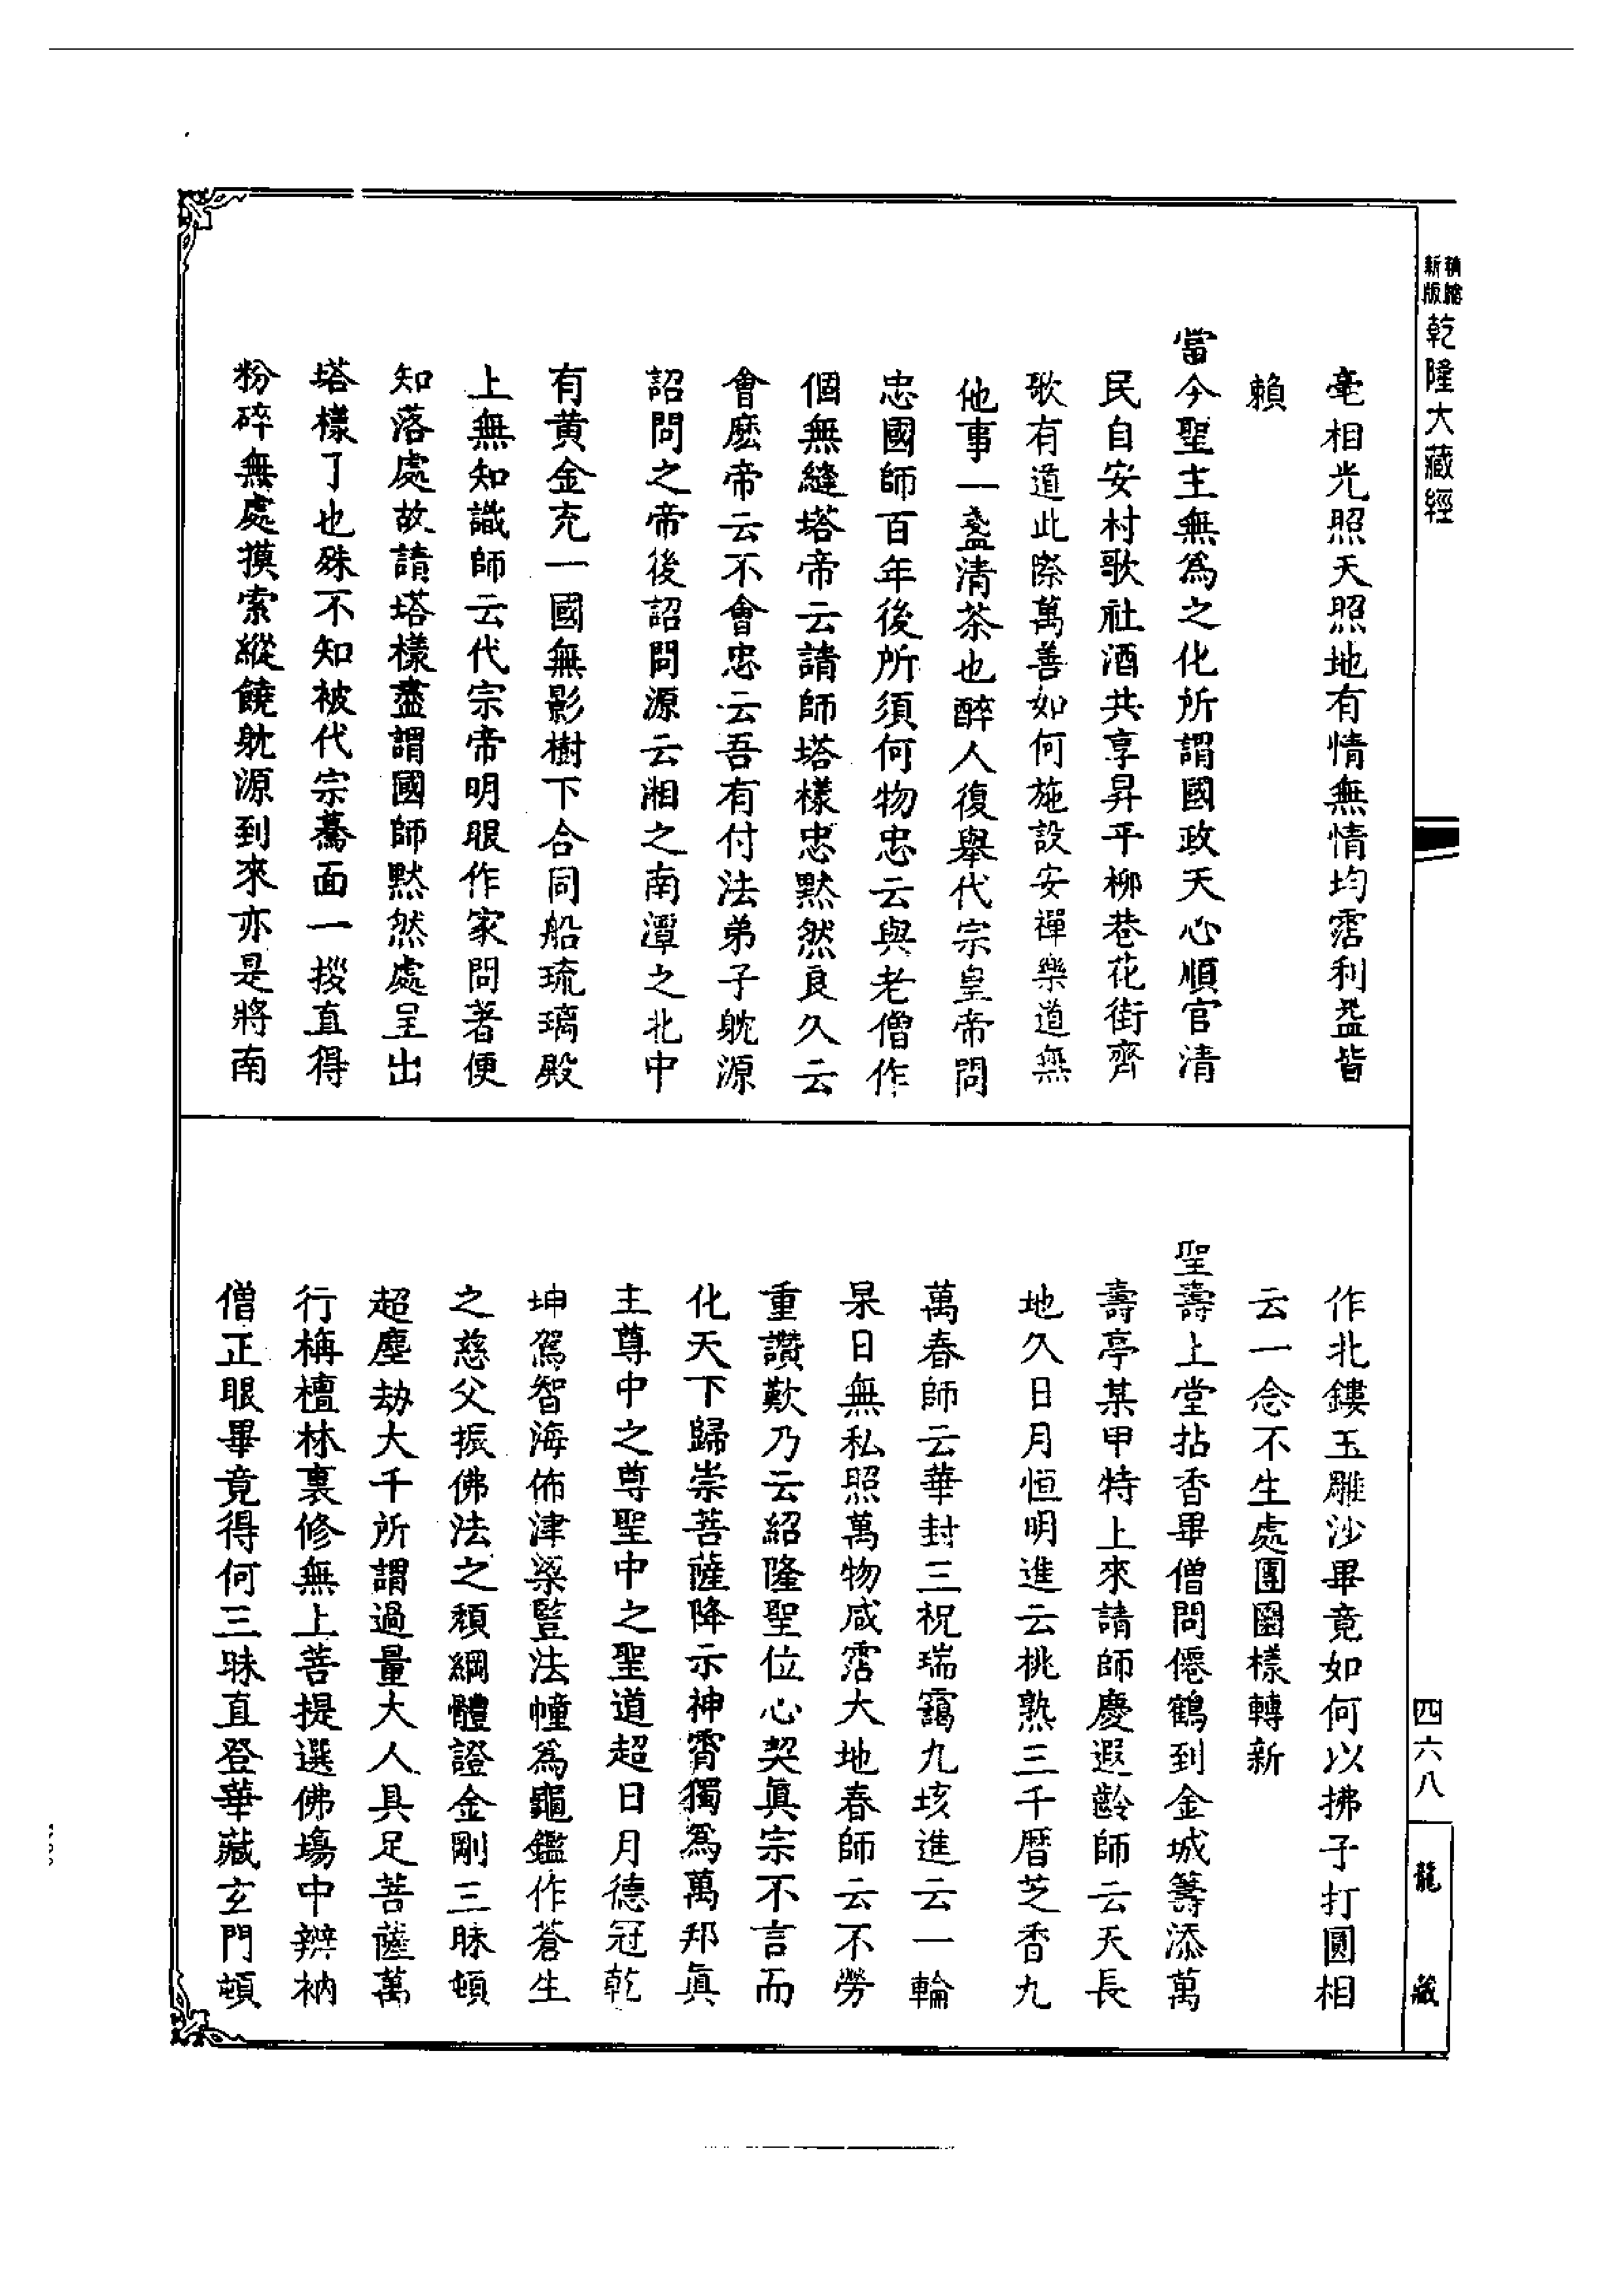 毫相光照天照地有情無情均霑利益皆
賴
當今聖主無為之化所謂國政天心順官清
民自安村歌社酒共享昇平柳巷花街齊
歌有道此際萬善如何施設安禪樂道無
他事一盞清茶也醉人復舉代宗皇帝問
忠國師百年後所須何物忠云與老僧作
個無縫塔帝云請師塔樣忠默然良久云
會麼帝云不會忠云吾有付法弟子躭源
詔問之帝後詔問源云湘之南潭之北中
有黃金充一國無影樹下合同船琉璃殿
上無知識師云代宗帝明眼作家問著便
知落處故請塔樣盡謂國師默然處呈出
塔樣了也殊不知被代宗驀面一拶直得
粉碎無處摸索縱饒躭源到來亦是將南
作北鏤玉雕沙畢竟如何以拂子打圓相
云一念不生處團圞樣轉新
聖壽上堂拈香畢僧問僊鶴到金城籌添萬
壽亭某甲特上來請師慶遐齡師云天長
地久日月恒明進云桃熟三千曆芝香九
萬春師云華封三祝瑞靄九垓進云一輪
杲日無私照萬物咸霑大地春師云不勞
重讚歎乃云紹隆聖位心契眞宗不言而
化天下歸崇菩薩降示神霄獨為萬邦眞
主尊中之尊聖中之聖道超日月德冠乾
坤駕智海佈津梁豎法幢為龜鑑作蒼生
之慈父振佛法之頹綱體證金剛三昧頓
超塵劫大千所謂過量大人具足菩薩萬
行栴檀林裏修無上菩提選佛場中辨衲
僧正眼畢竟得何三昧直登華藏玄門頓
新版精縮 乾隆大藏經
四六八
龍藏